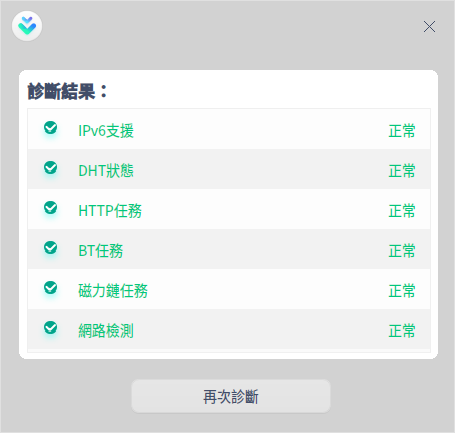 診斷結果：
IPv6支援 正常
DHT狀態 正常
HTTP任務 正常
BT任務 正常
磁力鏈任務 正常
網路檢測 正常
再次診斷